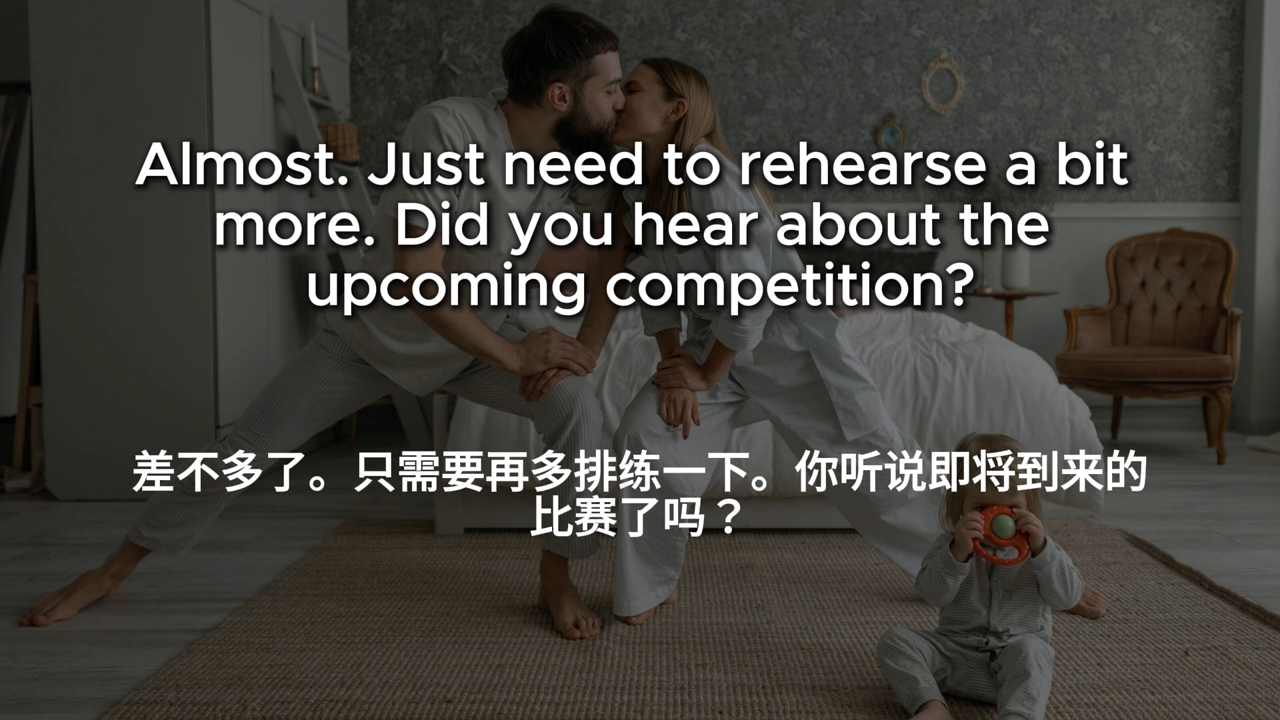 Almost. Just need to rehearse a bit
more. Did you hear about the
upcoming competition?
差不多了。只需要再多排练一下。你听说即将到来的
比赛了吗？